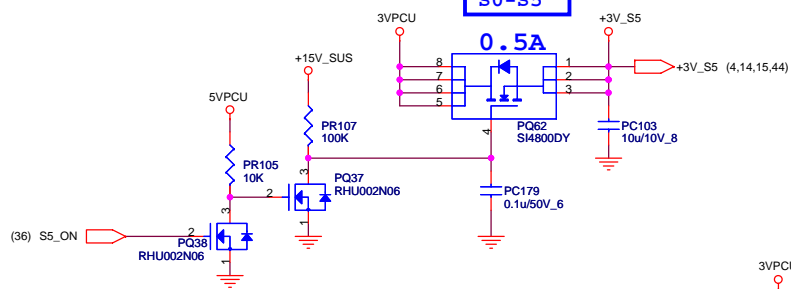 S0-S5
3VPCU
+3V_S5
0.5A
+15V_SUS
8
7
6
5
1
2
3
+3V_S5 (4,14,15,44)
5VPCU
PR107
100K
4
PQ62
SI4800DY
PC103
10u/10V_8
PR105
10K
3
PQ37
RHU002N06
2
1
PC179
0.1u/50V_6
(36) S5_ON
2
3
PQ38
RHU002N06
1
3VPCU